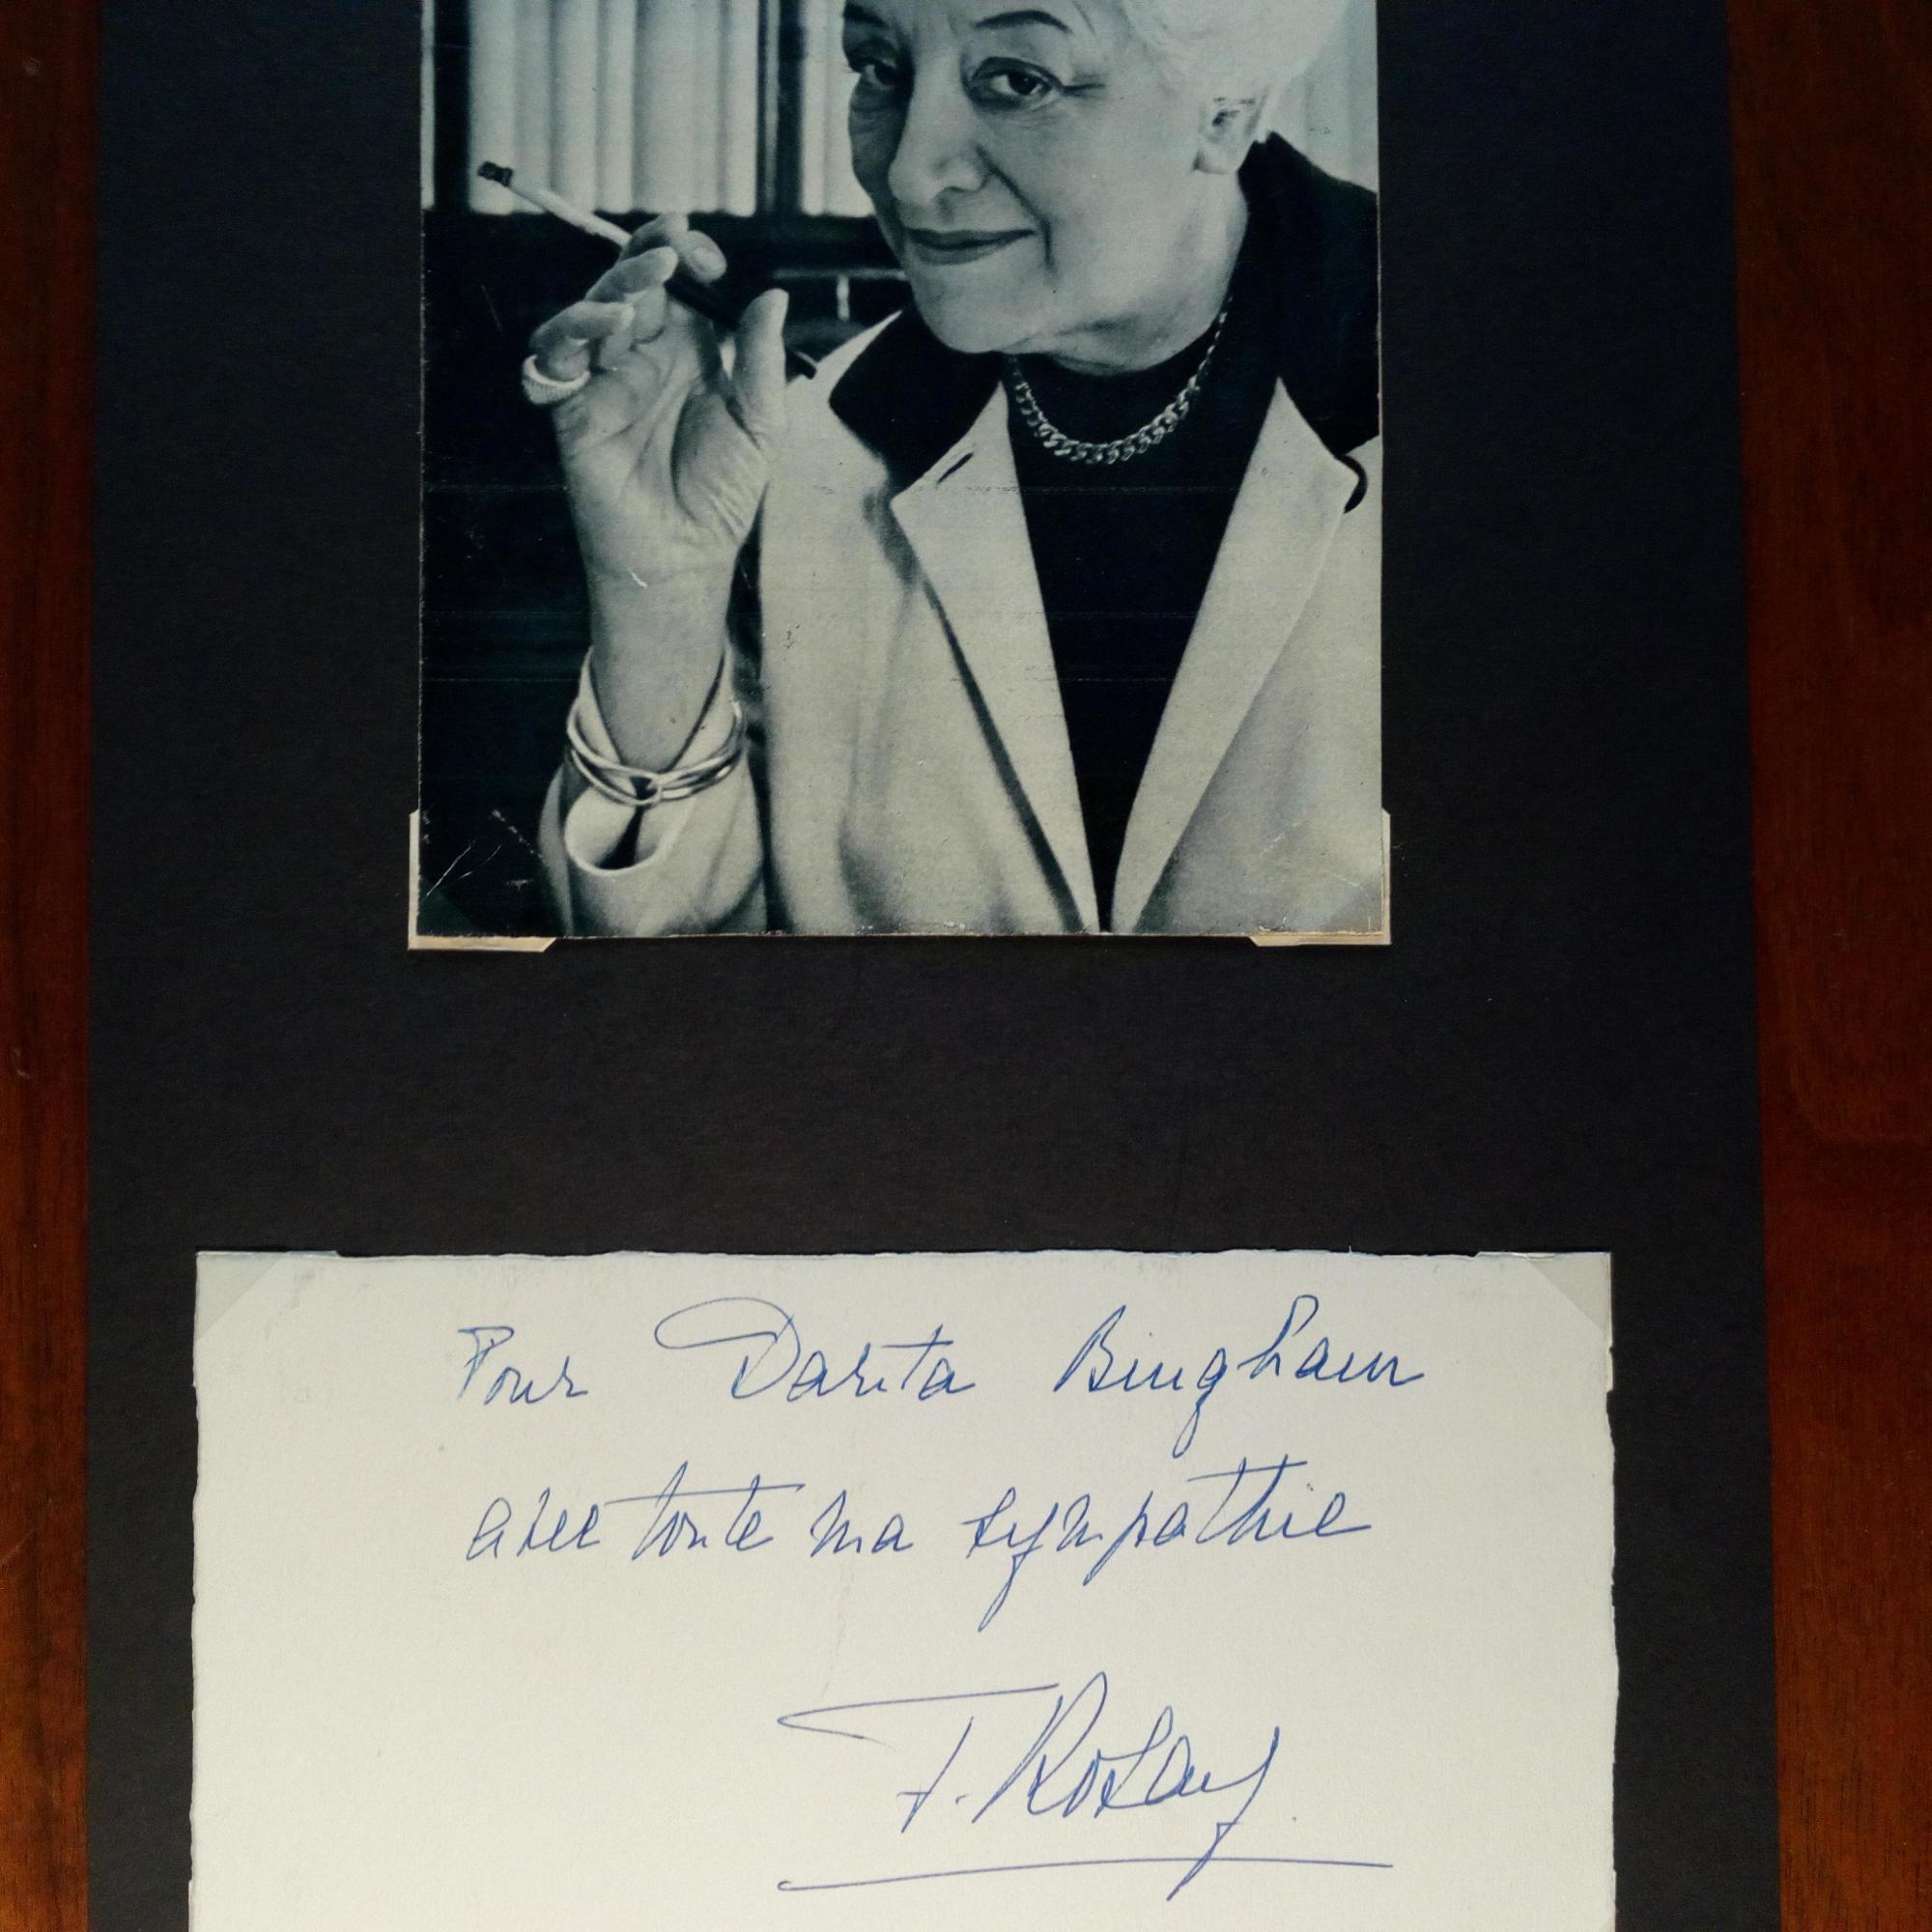 Pour Darita Bingham
avec toute ma sympathie
F. Rosay